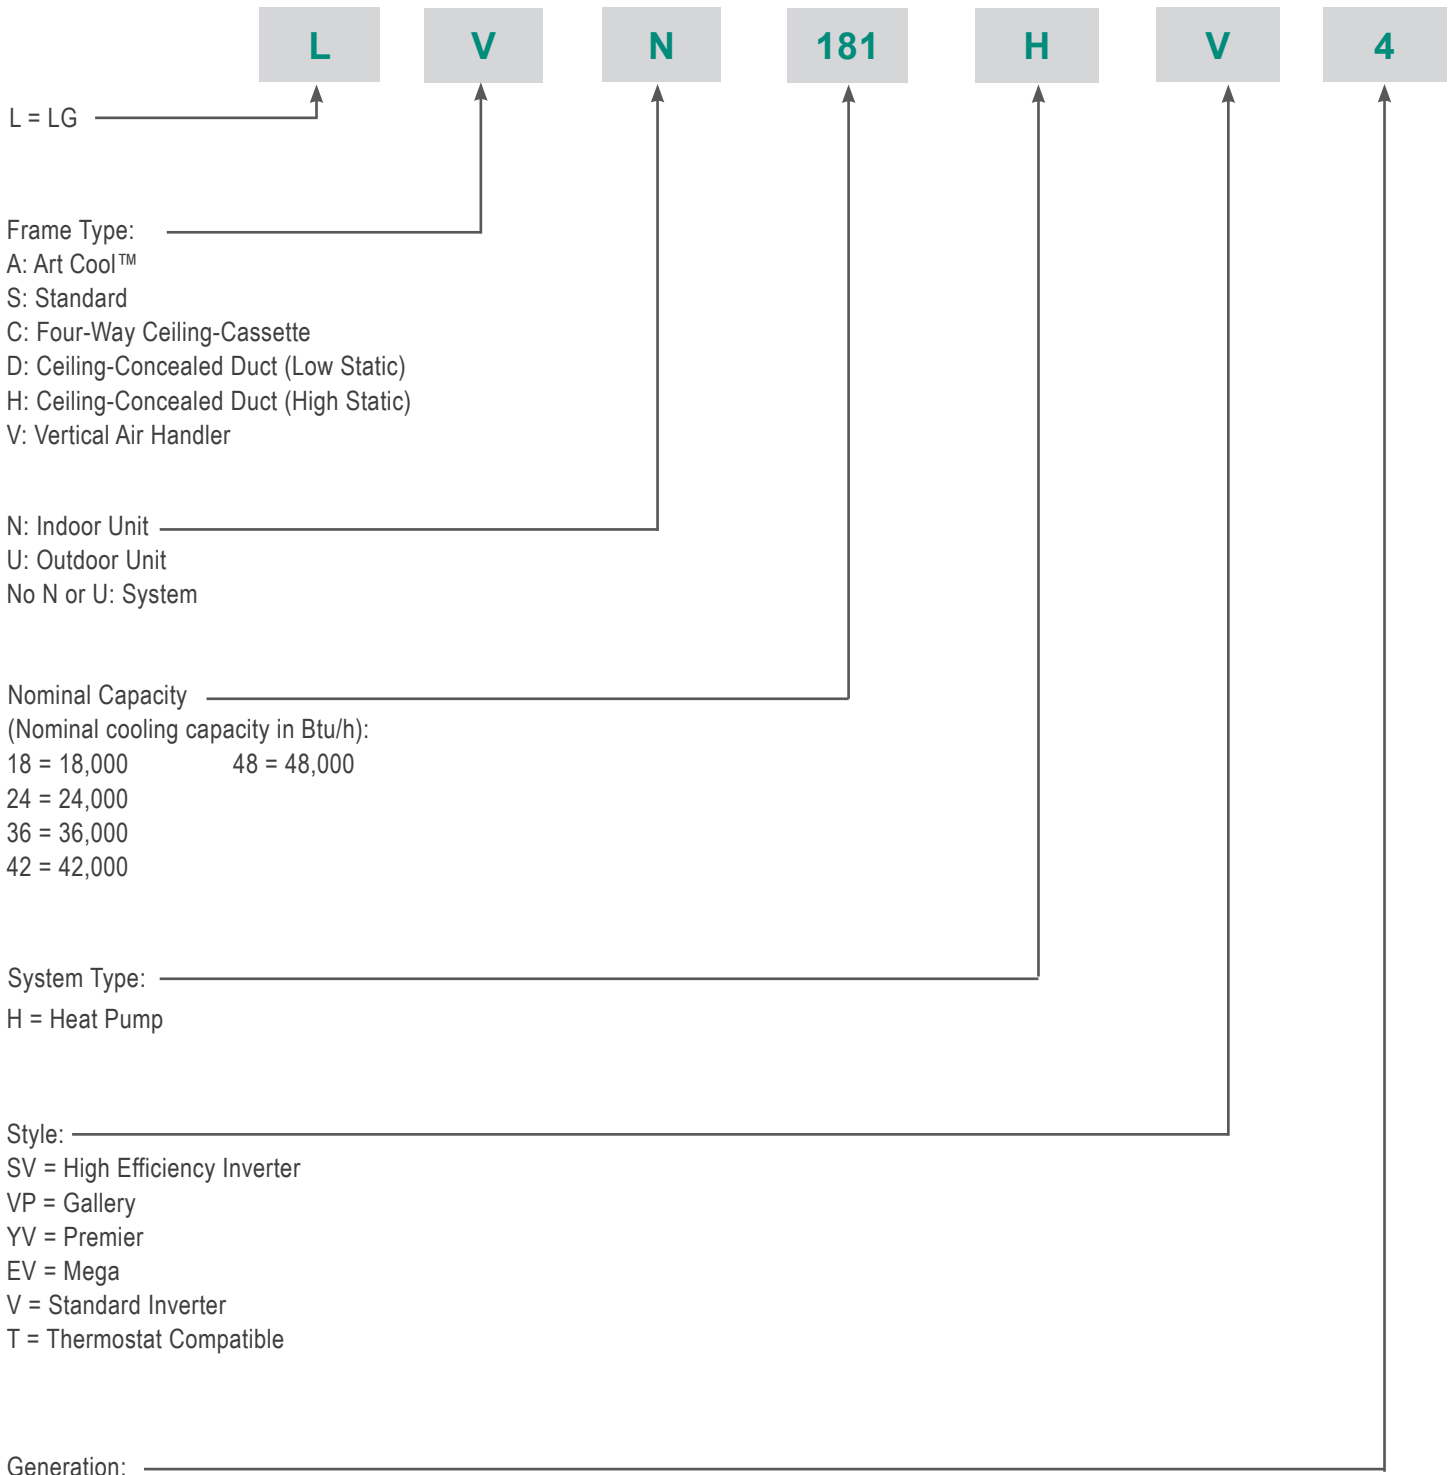 L V N 181 H V 4
L = LG
Frame Type:
A: Art Cool™
S: Standard
C: Four-Way Ceiling-Cassette
D: Ceiling-Concealed Duct (Low Static)
H: Ceiling-Concealed Duct (High Static)
V: Vertical Air Handler
N: Indoor Unit
U: Outdoor Unit
No N or U: System
Nominal Capacity
(Nominal cooling capacity in Btu/h):
18 = 18,000 48 = 48,000
24 = 24,000
36 = 36,000
42 = 42,000
System Type:
H = Heat Pump
Style:
SV = High Efficiency Inverter
VP = Gallery
YV = Premier
EV = Mega
V = Standard Inverter
T = Thermostat Compatible
Generation: